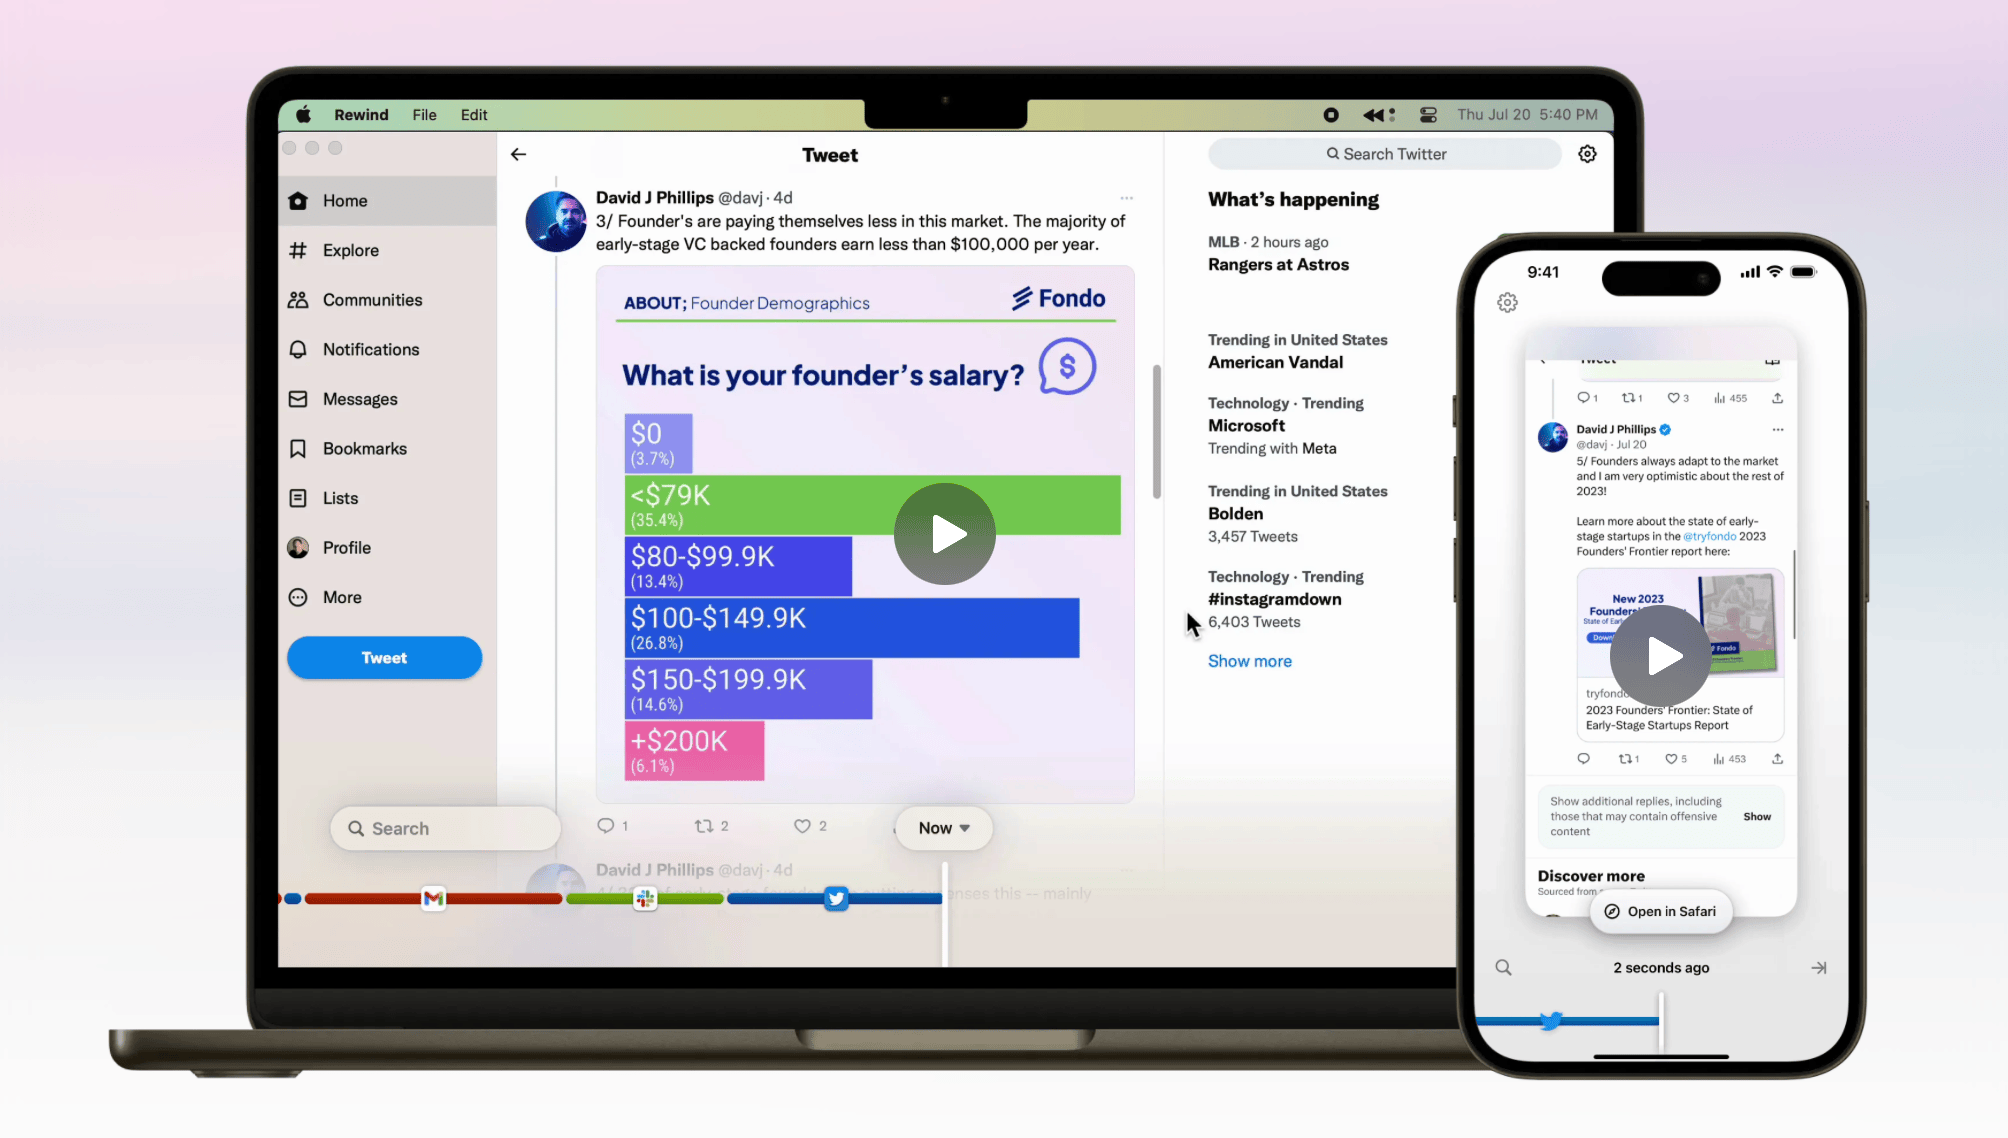 Rewind File Edit
Thu Jul 20 5:40 PM
Home
Explore
Communities
Notifications
Messages
Bookmarks
Lists
Profile
More
Tweet
Search
Tweet
David J Phillips @davj · 4d
3/ Founder's are paying themselves less in this market. The majority of
early-stage VC backed founders earn less than $100,000 per year.
ABOUT; Founder Demographics
Fondo
What is your founder's salary?
$
$0
(3.7%)
<$79K
(35.4%)
$80-$99.9K
(13.4%)
$100-$149.9K
(26.8%)
$150-$199.9K
(14.6%)
+$200K
(6.1%)
1 2 2
Now
David J Phillips @davj · 4d
this -- mainly
Search Twitter
What's happening
MLB · 2 hours ago
Rangers at Astros
Trending in United States
American Vandal
Technology · Trending
Microsoft
Trending with Meta
Trending in United States
Bolden
3,457 Tweets
Technology · Trending
#instagramdown
6,403 Tweets
Show more
9:41
Tweet
1 1 3 455
David J Phillips
@davj · Jul 20
5/ Founders always adapt to the market
and I am very optimistic about the rest of
2023!
Learn more about the state of early-
stage startups in the @tryfondo 2023
Founders' Frontier report here:
New 2023
State of
Fondo
2023 Founders' Frontier: State of
Early-Stage Startups Report
1 5 453
Show additional replies, including
those that may contain offensive
content
Show
Discover more
Sourced from
Open in Safari
2 seconds ago